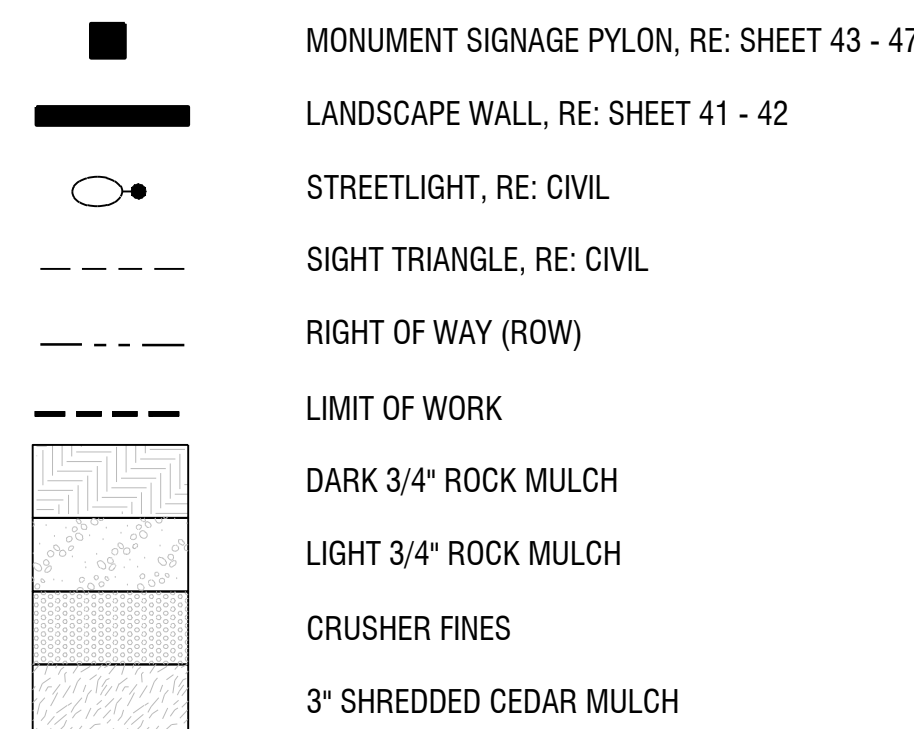 MONUMENT SIGNAGE PYLON, RE: SHEET 43 - 47
LANDSCAPE WALL, RE: SHEET 41 - 42
STREETLIGHT, RE: CIVIL
SIGHT TRIANGLE, RE: CIVIL
RIGHT OF WAY (ROW)
LIMIT OF WORK
DARK 3/4" ROCK MULCH
LIGHT 3/4" ROCK MULCH
CRUSHER FINES
3" SHREDDED CEDAR MULCH